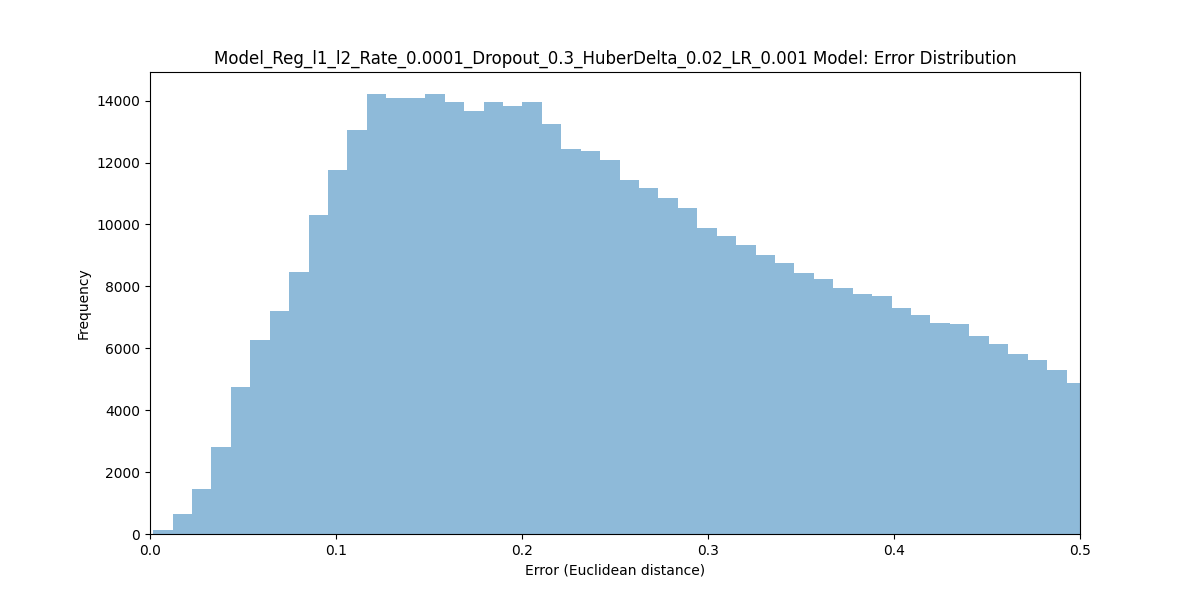 Model_Reg_l1_l2_Rate_0.0001_Dropout_0.3_HuberDelta_0.02_LR_0.001 Model: Error Distribution
14000
12000
10000
8000
6000
4000
2000
0
Frequency
0.0 0.1 0.2 0.3 0.4 0.5
Error (Euclidean distance)